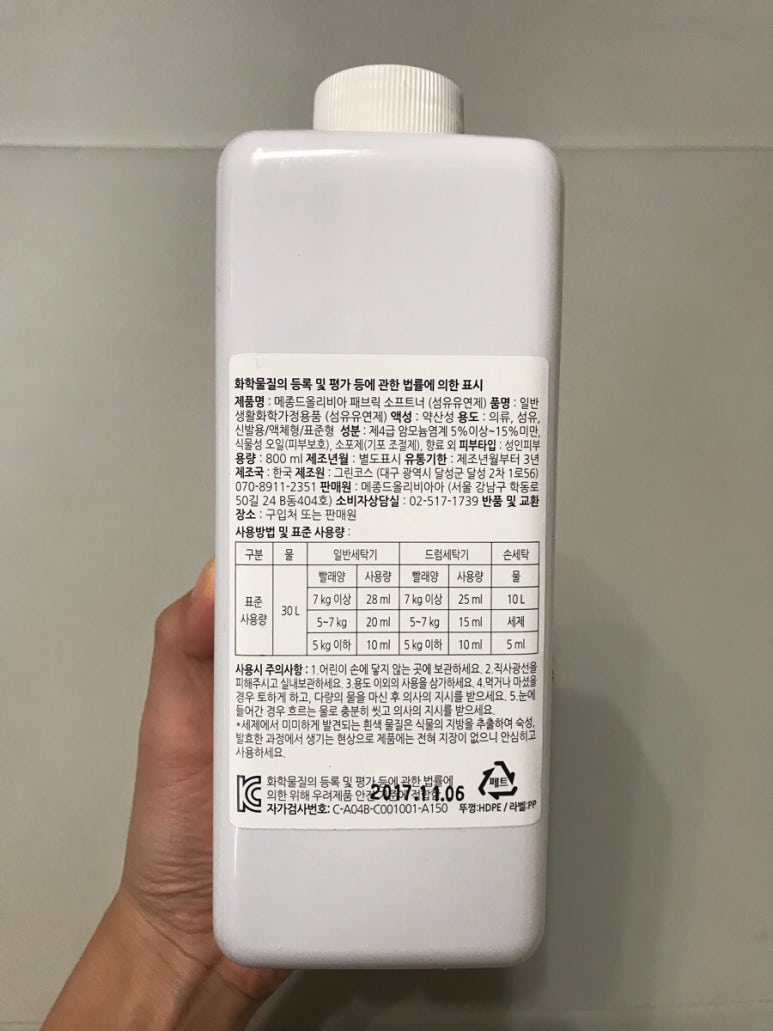 화학물질의 등록 및 평가 등에 관한 법률에 의한 표시
제품명 : 메종드올리비아 패브릭 소프트너 (섬유유연제) 품명 : 일반
생활화학가정용품 (섬유유연제) 액성 : 약산성 용도 : 의류, 섬유,
신발용/액체형/표준형 성분 : 제4급 암모늄염계 5%이상~15%미만,
식물성 오일(피부보호), 소포제(기포 조절제), 향료 외 피부타입 : 성인피부
용량 : 800 ml 제조년월 : 별도표시 유통기한 : 제조년월부터 3년
제조국 : 한국 제조원 : 그린코스 (대구 광역시 달성군 달성 2차 1로56)
070-8911-2351 판매원 : 메종드올리비아아 (서울 강남구 학동로
50길 24 B동404호) 소비자상담실 : 02-517-1739 반품 및 교환
장소 : 구입처 또는 판매원
사용방법 및 표준 사용량 :
구분 물 일반세탁기 드럼세탁기 손세탁
빨래양 사용량 빨래양 사용량 물
표준 사용량 30 L 7 kg 이상 28 ml 7 kg 이상 25 ml 10 L
5~7 kg 20 ml 5~7 kg 15 ml 세제
5 kg 이하 10 ml 5 kg 이하 10 ml 5 ml
사용시 주의사항 : 1.어린이 손에 닿지 않는 곳에 보관하세요. 2.직사광선을
피해주시고 실내보관하세요. 3.용도 이외의 사용을 삼가하세요. 4.먹거나 마셨을
경우 토하게 하고, 다량의 물을 마신 후 의사의 지시를 받으세요. 5.눈에
들어간 경우 흐르는 물로 충분히 씻고 의사의 지시를 받으세요.
*세제에서 미미하게 발견되는 흰색 물질은 식물의 지방을 추출하여 숙성,
발효한 과정에서 생기는 현상으로 제품에는 전혀 지장이 없으니 안심히고
사용하세요.
화학물질의 등록 및 평가 등에 관한 법률에
의한 위해 우려제품 안전기준에 적합함
2017.11.06
자가검사번호: C-A04B-C001001-A150
페트
뚜껑:HDPE / 라벨:PP